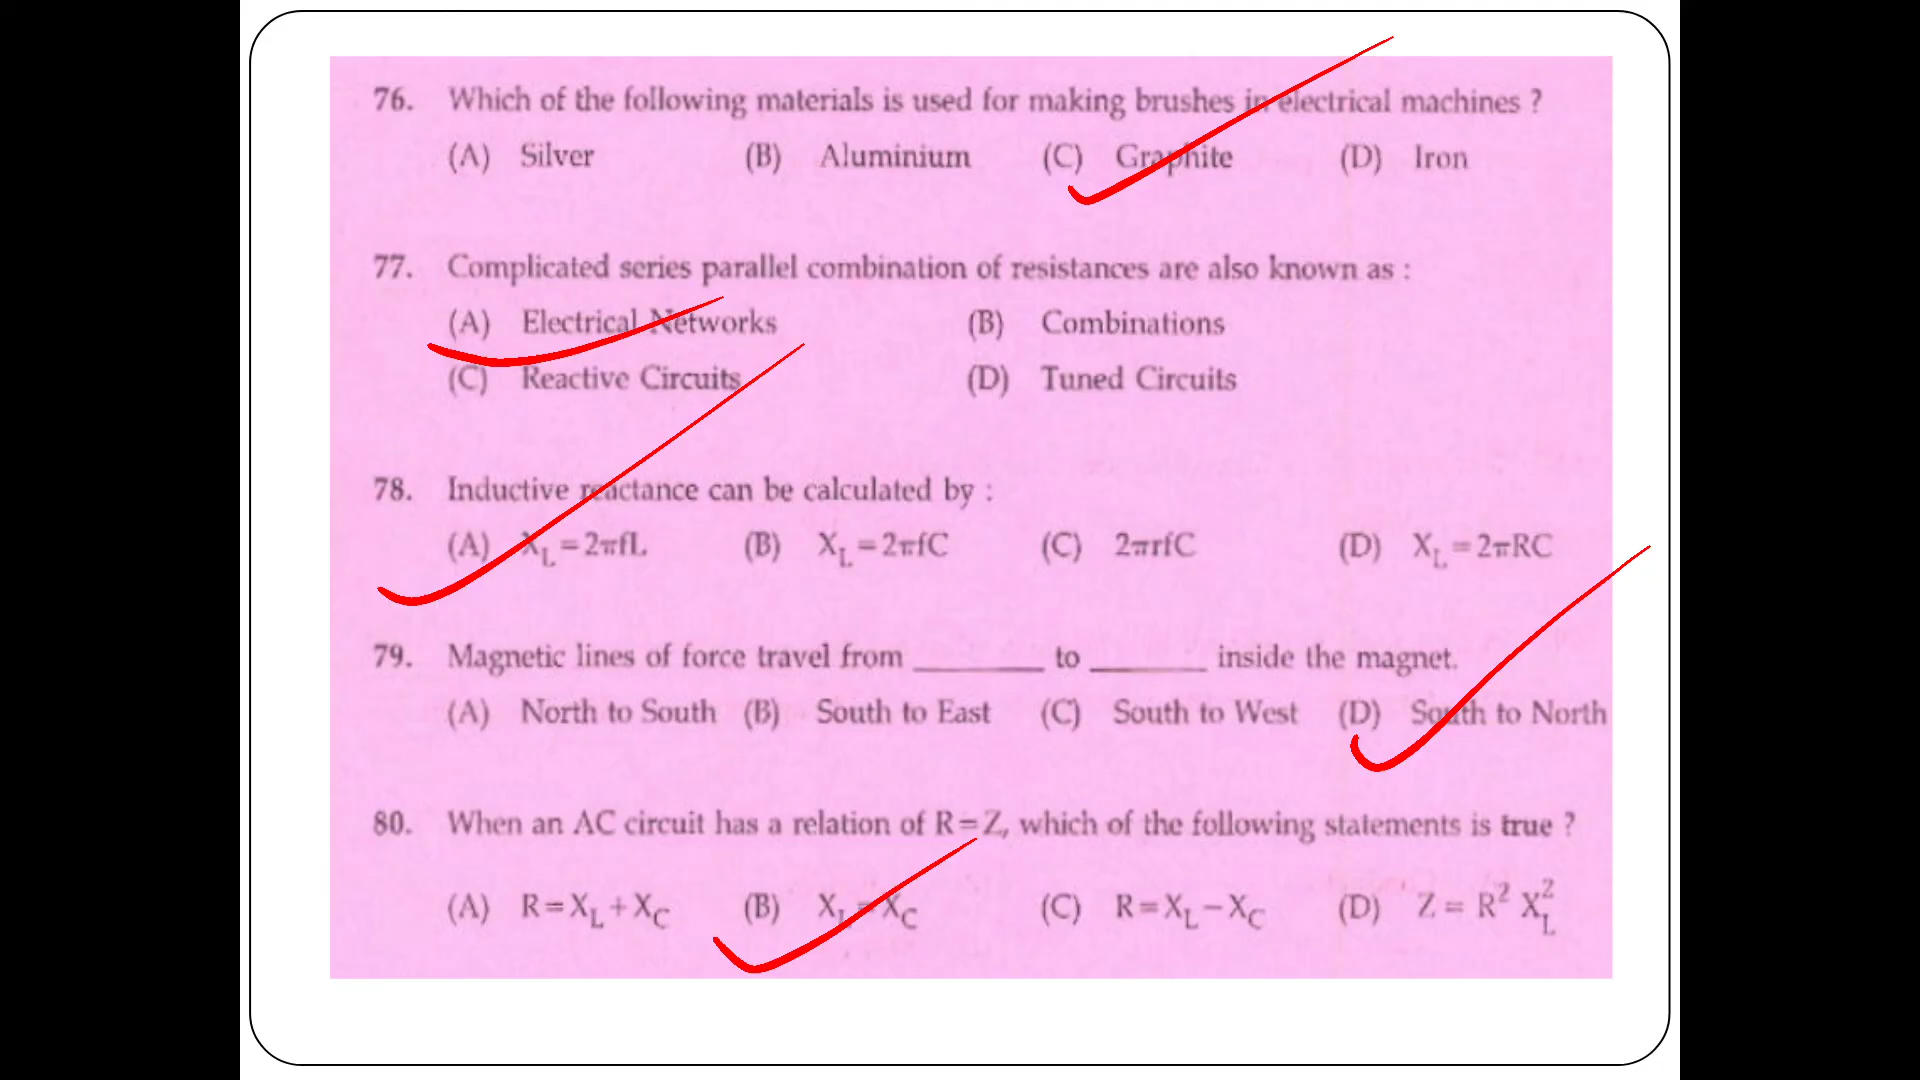 76. Which of the following materials is used for making brushes in electrical machines ?
(A) Silver (B) Aluminium (C) Graphite (D) Iron
77. Complicated series parallel combination of resistances are also known as :
(A) Electrical Networks (B) Combinations
(C) Reactive Circuits (D) Tuned Circuits
78. Inductive reactance can be calculated by :
(A) X_L = 2πfL (B) X_L = 2πfC (C) 2πrfC (D) X_L = 2πRC
79. Magnetic lines of force travel from ________ to ________ inside the magnet.
(A) North to South (B) South to East (C) South to West (D) South to North
80. When an AC circuit has a relation of R = Z, which of the following statements is true ?
(A) R = X_L + X_C (B) X_L = X_C (C) R = X_L − X_C (D) Z = R² X_L²